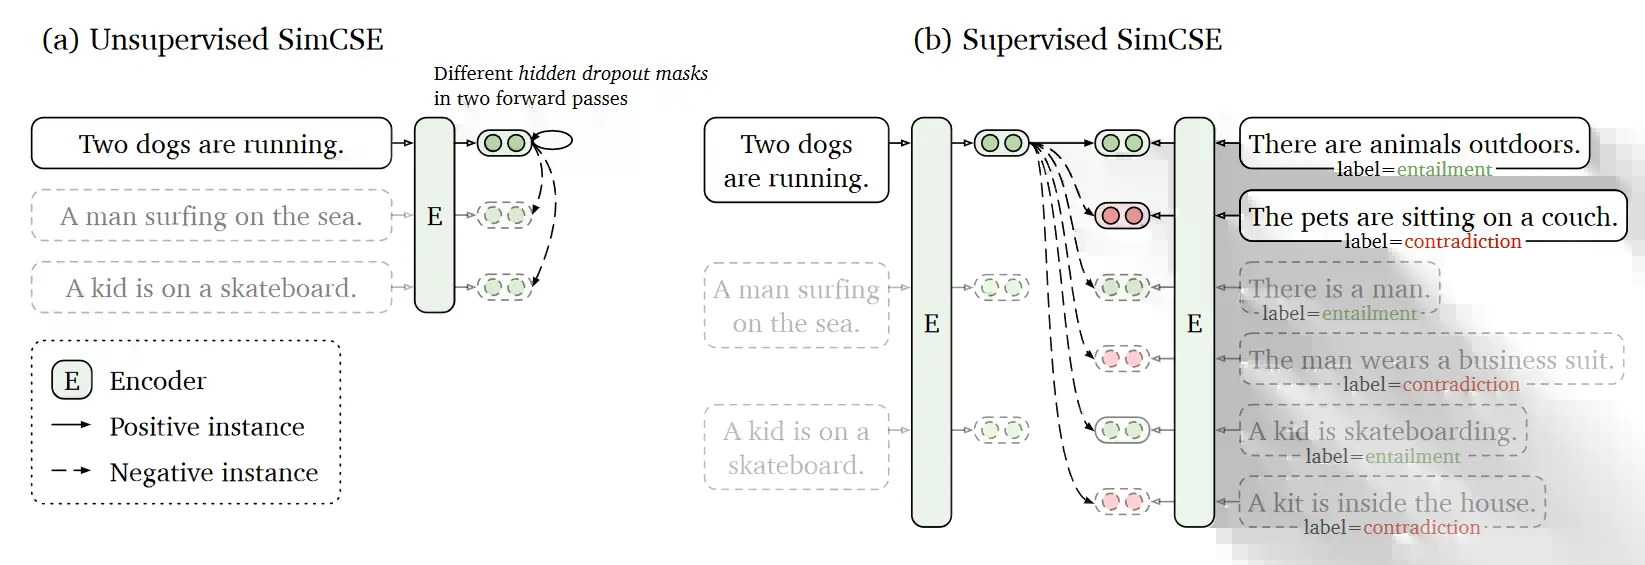 (a) Unsupervised SimCSE
Different hidden dropout masks
in two forward passes
Two dogs are running.
A man surfing on the sea.
A kid is on a skateboard.
E
E Encoder
Positive instance
Negative instance
(b) Supervised SimCSE
Two dogs
are running.
A man surfing
on the sea.
A kid is on a
skateboard.
E
E
There are animals outdoors.
label=entailment
The pets are sitting on a couch.
label=contradiction
There is a man.
label=entailment
The man wears a business suit.
label=contradiction
A kid is skateboarding.
label=entailment
A kit is inside the house.
label=contradiction